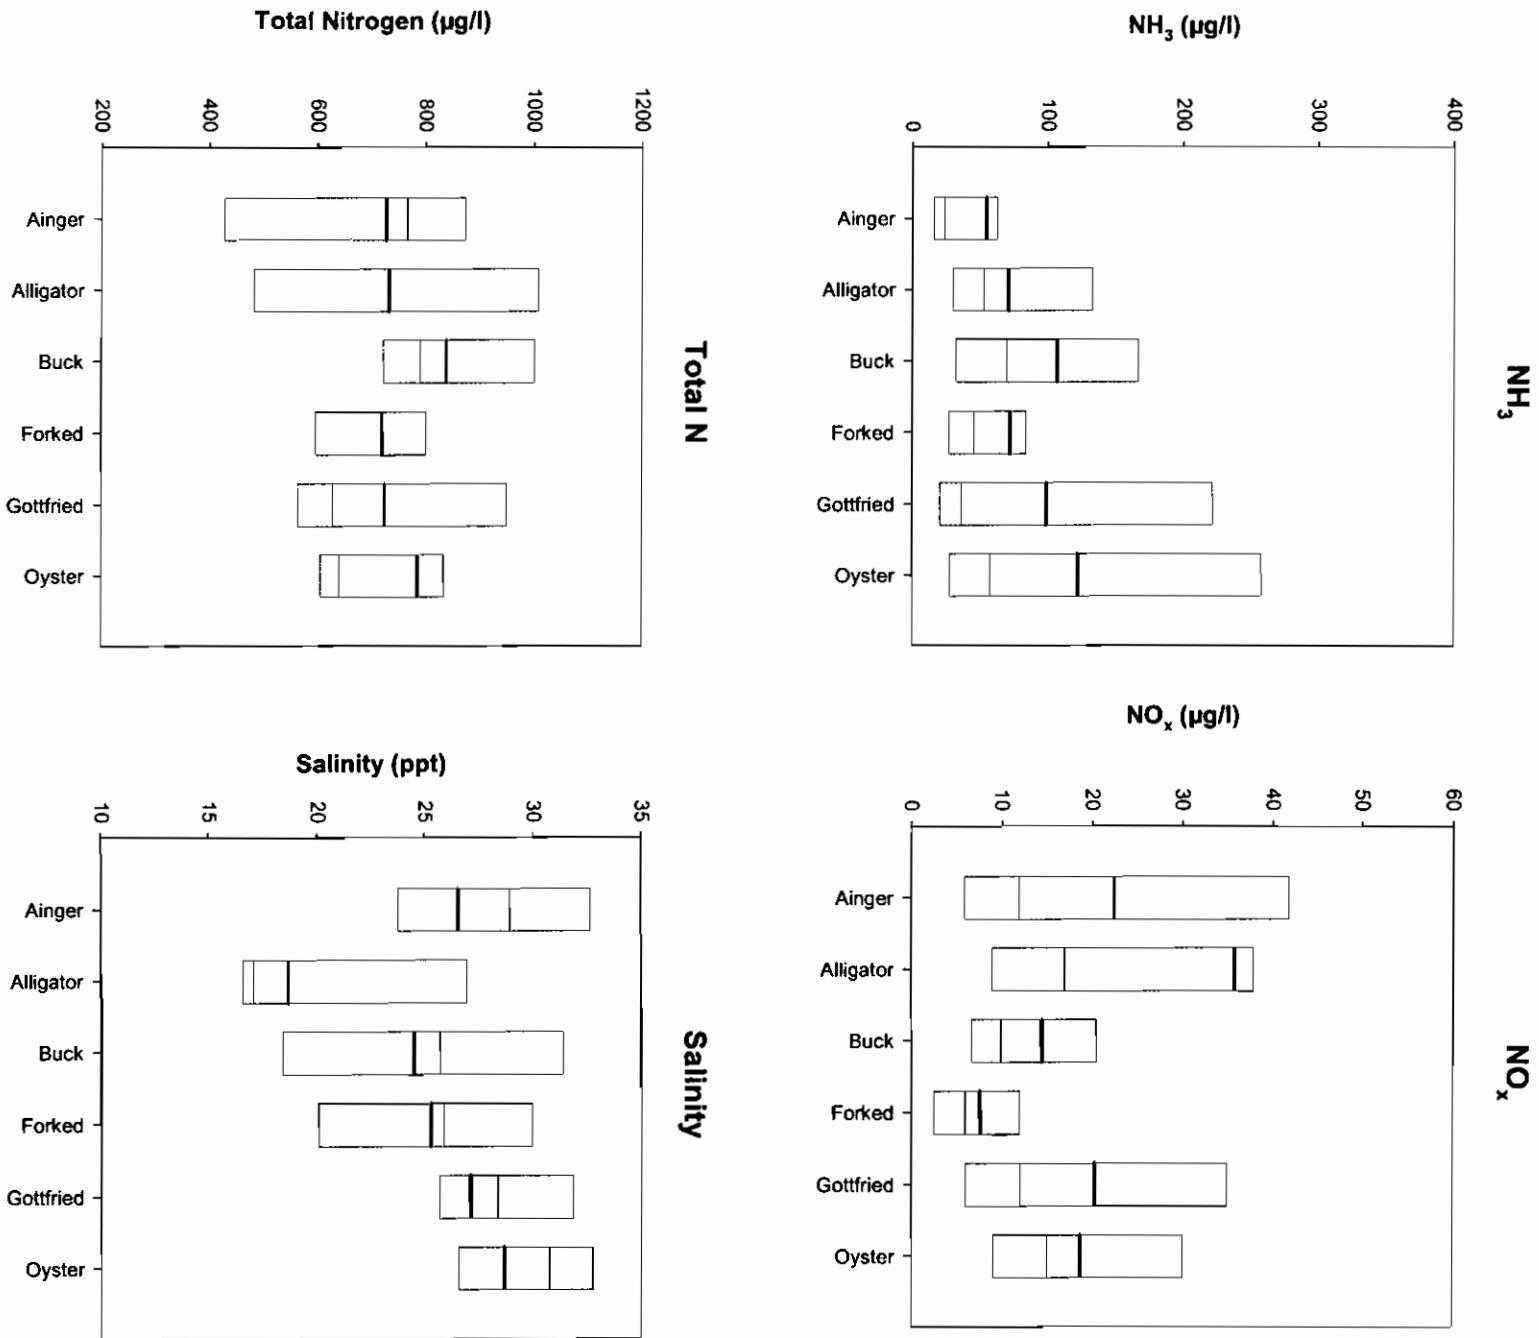 Total Nitrogen (µg/l)
200
400
600
800
1000
1200
Ainger
Alligator
Buck
Forked
Gottfried
Oyster
Total N
NH₃ (µg/l)
0
100
200
300
400
Ainger
Alligator
Buck
Forked
Gottfried
Oyster
NH₃
Salinity (ppt)
10
15
20
25
30
35
Ainger
Alligator
Buck
Forked
Gottfried
Oyster
Salinity
NOₓ (µg/l)
0
10
20
30
40
50
60
Ainger
Alligator
Buck
Forked
Gottfried
Oyster
NOₓ